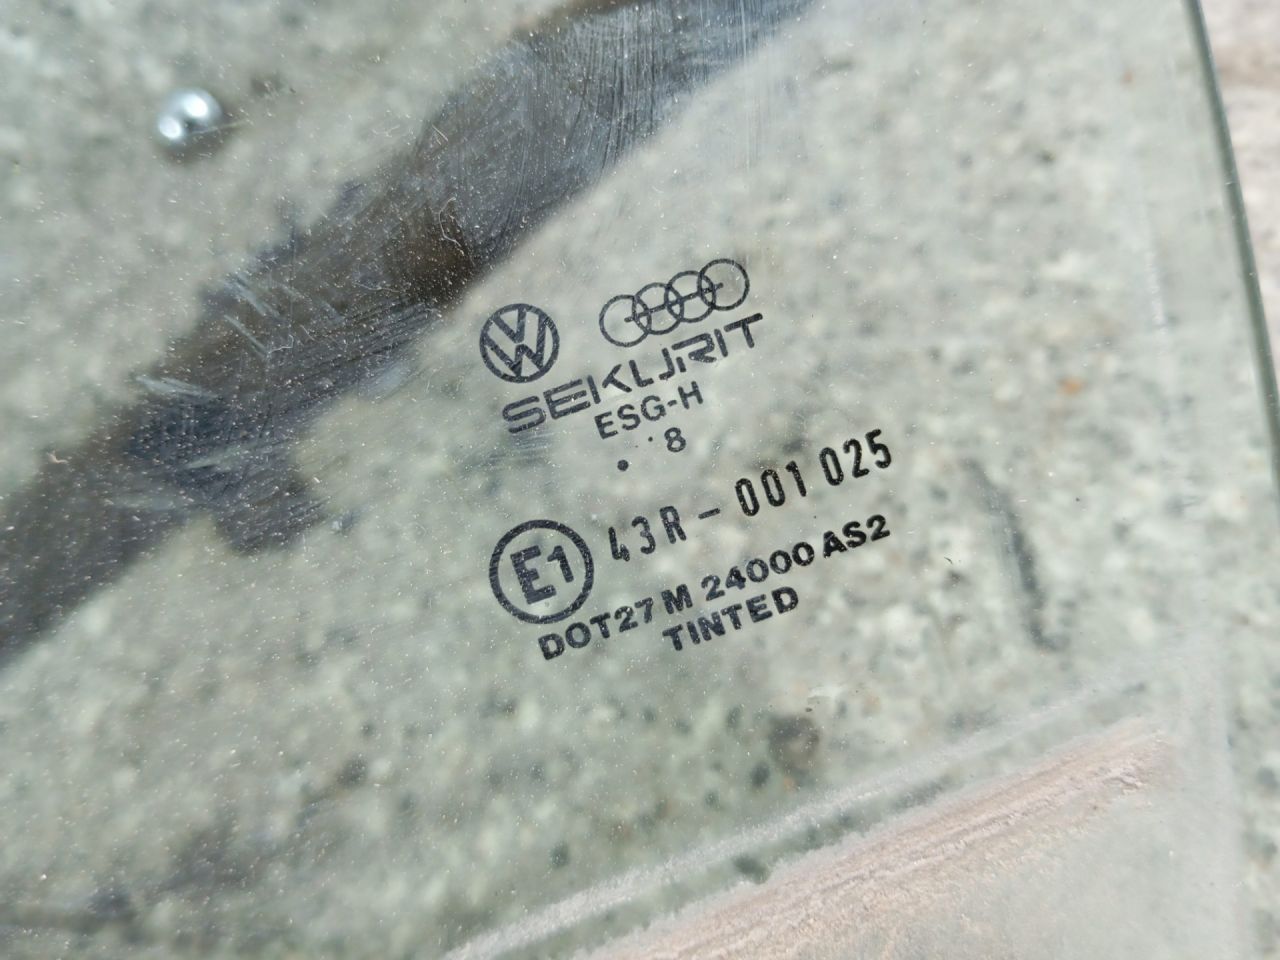 SEKURIT
ESG-H
. .. 8
E1 43R - 001025
DOT27 M 24000 AS2
TINTED